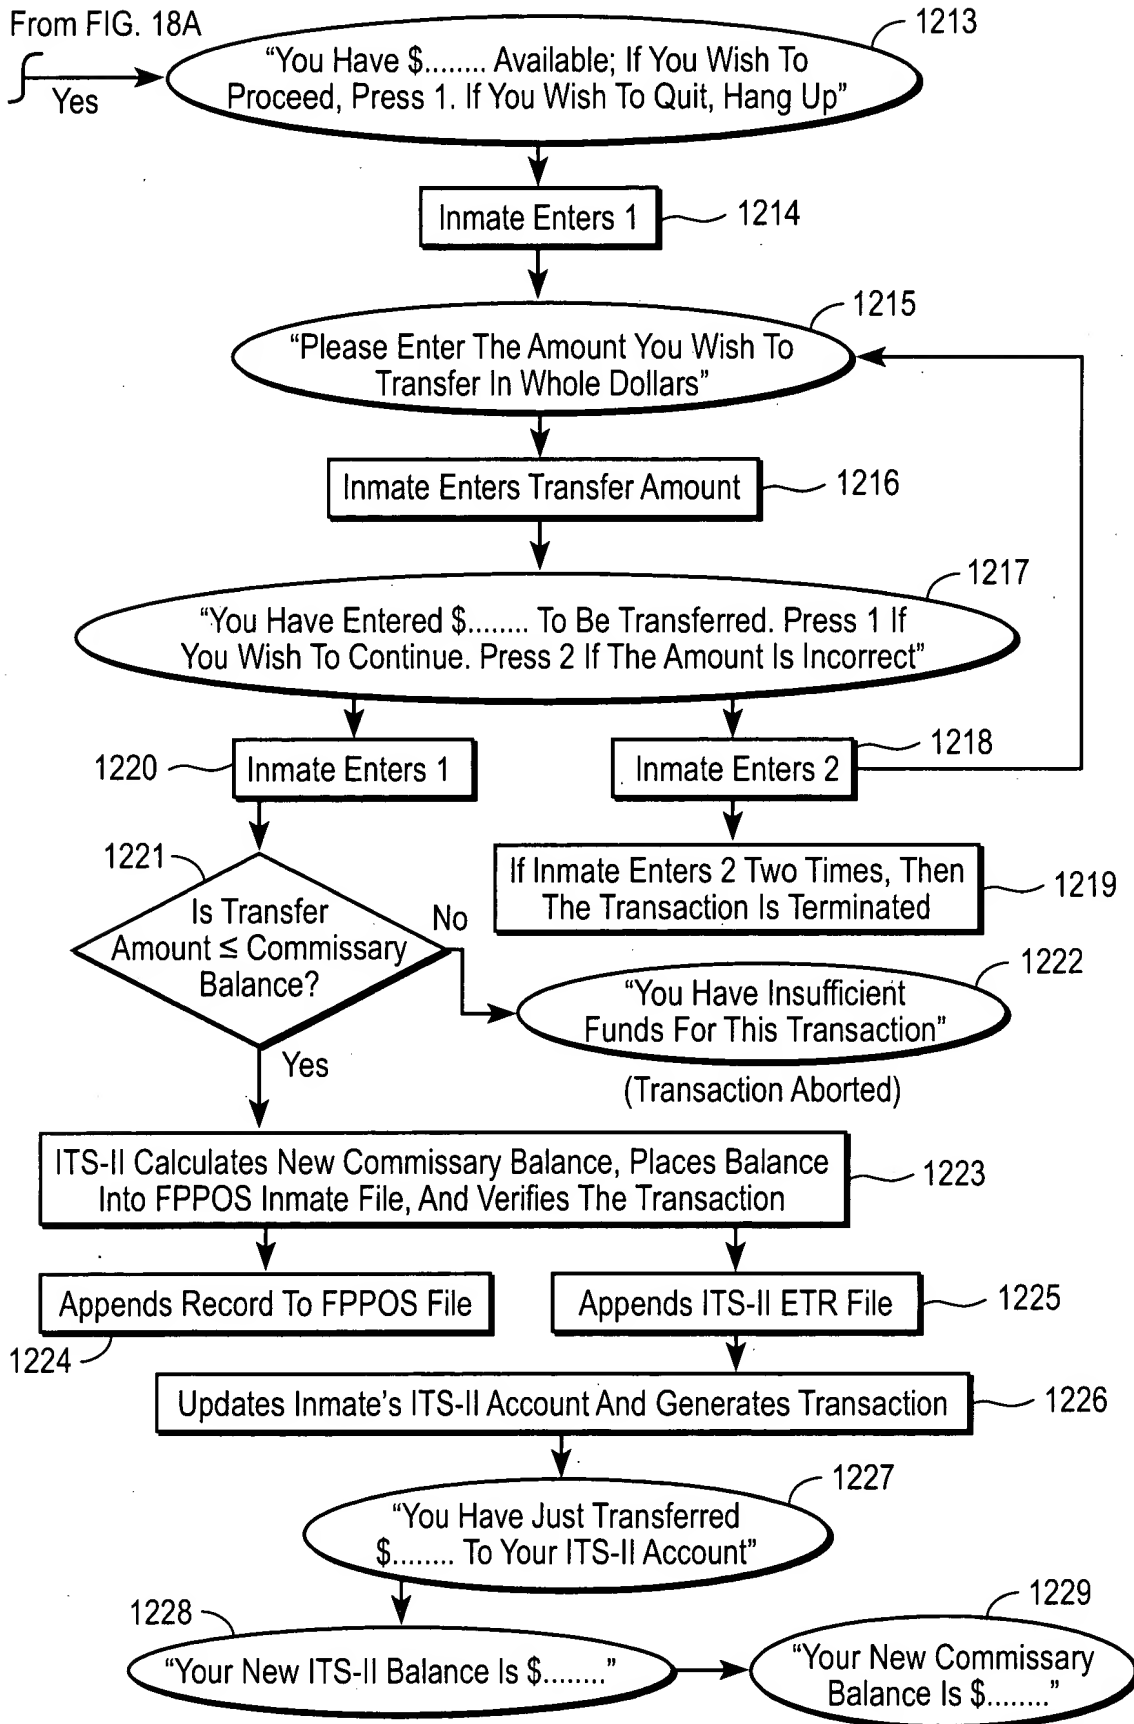 From FIG. 18A
1213
“You Have $........ Available; If You Wish To
Proceed, Press 1. If You Wish To Quit, Hang Up”
Yes
Inmate Enters 1
1214
1215
“Please Enter The Amount You Wish To
Transfer In Whole Dollars”
Inmate Enters Transfer Amount
1216
1217
“You Have Entered $........ To Be Transferred. Press 1 If
You Wish To Continue. Press 2 If The Amount Is Incorrect”
1220
Inmate Enters 1
Inmate Enters 2
1218
1221
Is Transfer
Amount ≤ Commissary
Balance?
No
If Inmate Enters 2 Two Times, Then
The Transaction Is Terminated
1219
1222
“You Have Insufficient
Funds For This Transaction”
(Transaction Aborted)
Yes
ITS-II Calculates New Commissary Balance, Places Balance
Into FPPOS Inmate File, And Verifies The Transaction
1223
Appends Record To FPPOS File
1224
Appends ITS-II ETR File
1225
Updates Inmate’s ITS-II Account And Generates Transaction
1226
1227
“You Have Just Transferred
$........ To Your ITS-II Account”
1228
“Your New ITS-II Balance Is $........”
1229
“Your New Commissary
Balance Is $........”